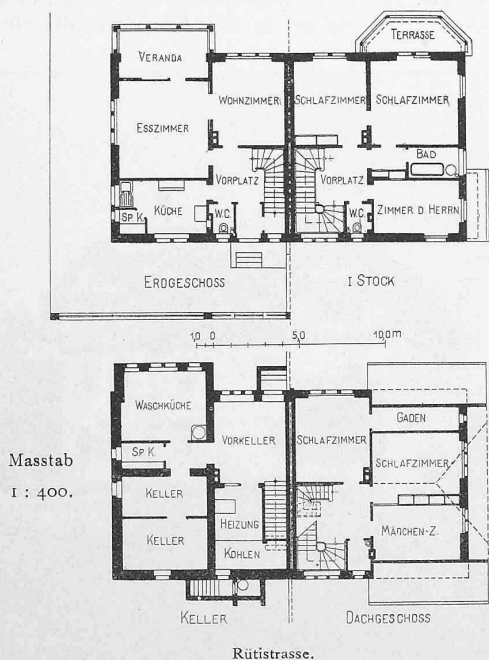 TERRASSE
VERANDA
WOHNZIMMER
SCHLAFZIMMER
SCHLAFZIMMER
ESSZIMMER
BAD
VORPLATZ
VORPLATZ
KÜCHE
SP. K.
W.C.
W.C.
ZIMMER D. HERRN
ERDGESCHOSS
I STOCK
1,0 0 5,0 10,0 m
WASCHKÜCHE
GADEN
VORKELLER
SCHLAFZIMMER
SP. K.
SCHLAFZIMMER
Masstab
1 : 400.
KELLER
HEIZUNG
MÄDCHEN-Z.
KELLER
KOHLEN
KELLER
DACHGESCHOSS
Rütistrasse.